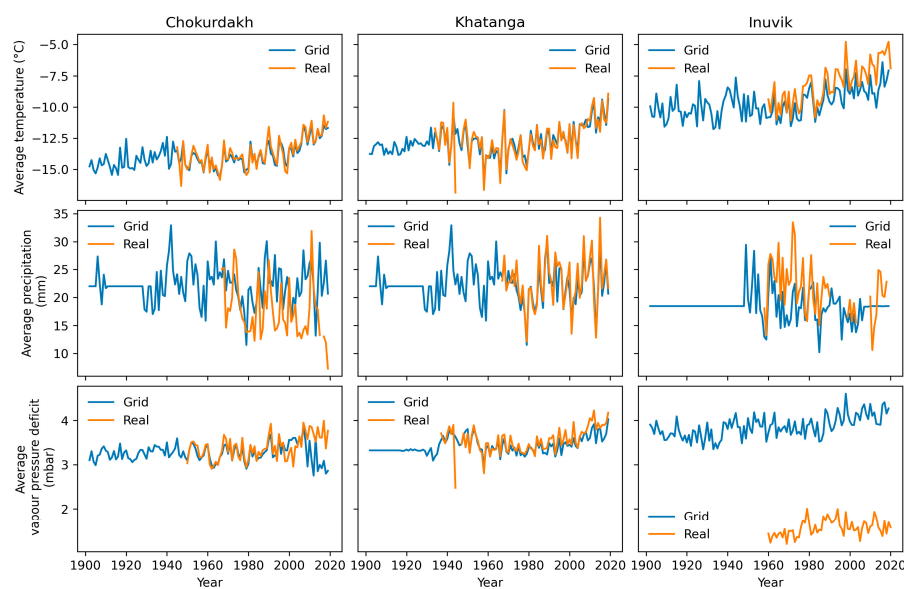 Chokurdakh
Khatanga
Inuvik
Average temperature (°C)
−5.0
−7.5
−10.0
−12.5
−15.0
Grid
Real
Grid
Real
Grid
Real
Average precipitation
(mm)
35
30
25
20
15
10
Grid
Real
Grid
Real
Grid
Real
Average
vapour pressure deficit
(mbar)
4
3
2
Grid
Real
Grid
Real
Grid
Real
1900 1920 1940 1960 1980 2000 2020
1900 1920 1940 1960 1980 2000 2020
1900 1920 1940 1960 1980 2000 2020
Year
Year
Year